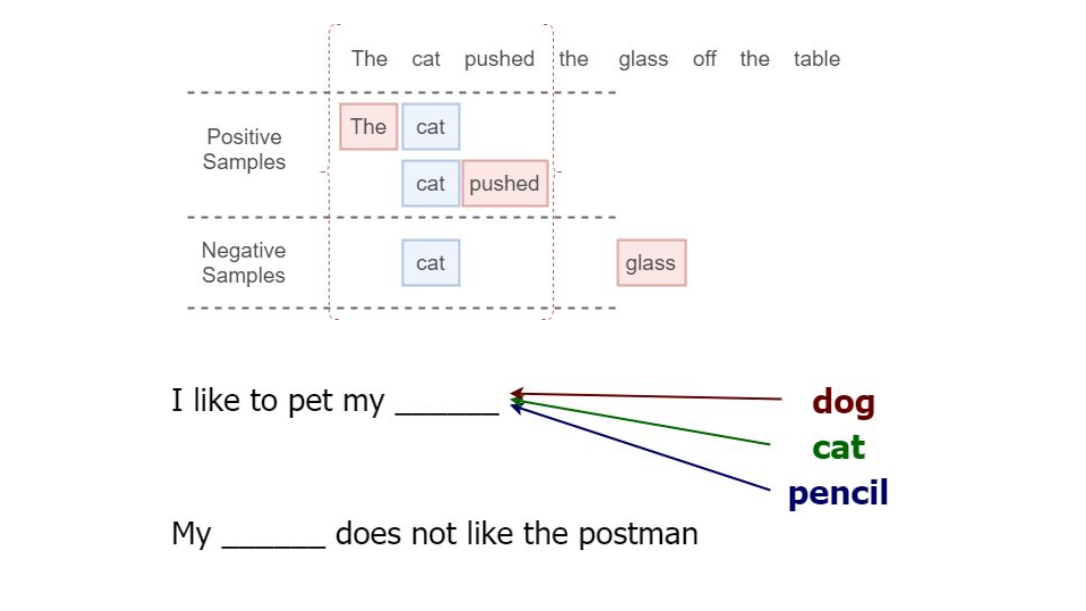 The cat pushed the glass off the table
Positive
Samples
The cat
cat pushed
Negative
Samples
cat glass
I like to pet my ______
dog
cat
pencil
My ______ does not like the postman